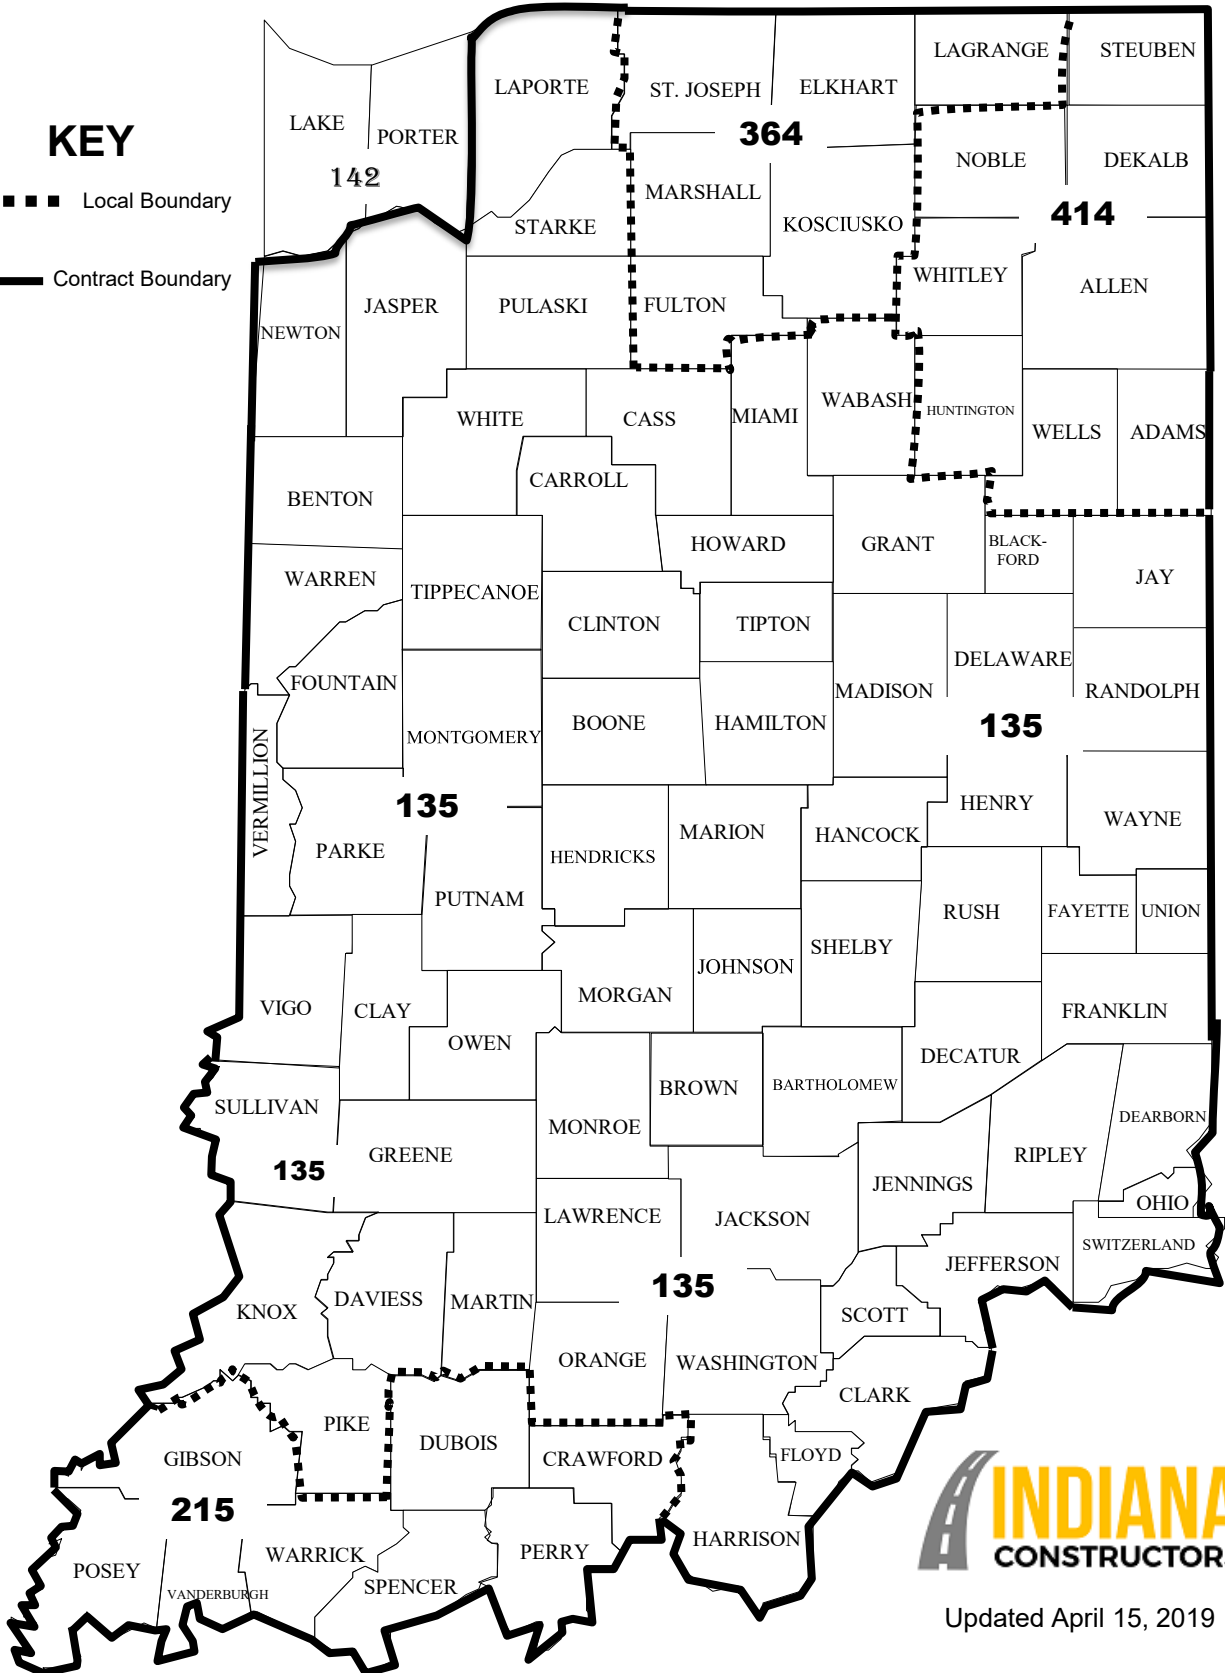 LAGRANGE
STEUBEN
LAPORTE
ST. JOSEPH
ELKHART
LAKE
PORTER
KEY
364
NOBLE
DEKALB
142
MARSHALL
Local Boundary
414
STARKE
KOSCIUSKO
Contract Boundary
WHITLEY
ALLEN
JASPER
PULASKI
FULTON
NEWTON
WHITE
CASS
MIAMI
WABASH
HUNTINGTON
WELLS
ADAMS
CARROLL
BENTON
HOWARD
GRANT
BLACK-
FORD
WARREN
TIPPECANOE
JAY
CLINTON
TIPTON
DELAWARE
FOUNTAIN
MADISON
RANDOLPH
MONTGOMERY
BOONE
HAMILTON
135
VERMILLION
135
HENRY
WAYNE
PARKE
HENDRICKS
MARION
HANCOCK
PUTNAM
RUSH
FAYETTE
UNION
SHELBY
JOHNSON
MORGAN
VIGO
CLAY
FRANKLIN
OWEN
DECATUR
BROWN
BARTHOLOMEW
SULLIVAN
MONROE
DEARBORN
GREENE
RIPLEY
135
JENNINGS
OHIO
LAWRENCE
JACKSON
SWITZERLAND
JEFFERSON
135
KNOX
DAVIESS
MARTIN
SCOTT
ORANGE
WASHINGTON
CLARK
PIKE
DUBOIS
GIBSON
CRAWFORD
FLOYD
215
HARRISON
INDIANA
CONSTRUCTORS
WARRICK
PERRY
POSEY
SPENCER
VANDERBURGH
Updated April 15, 2019